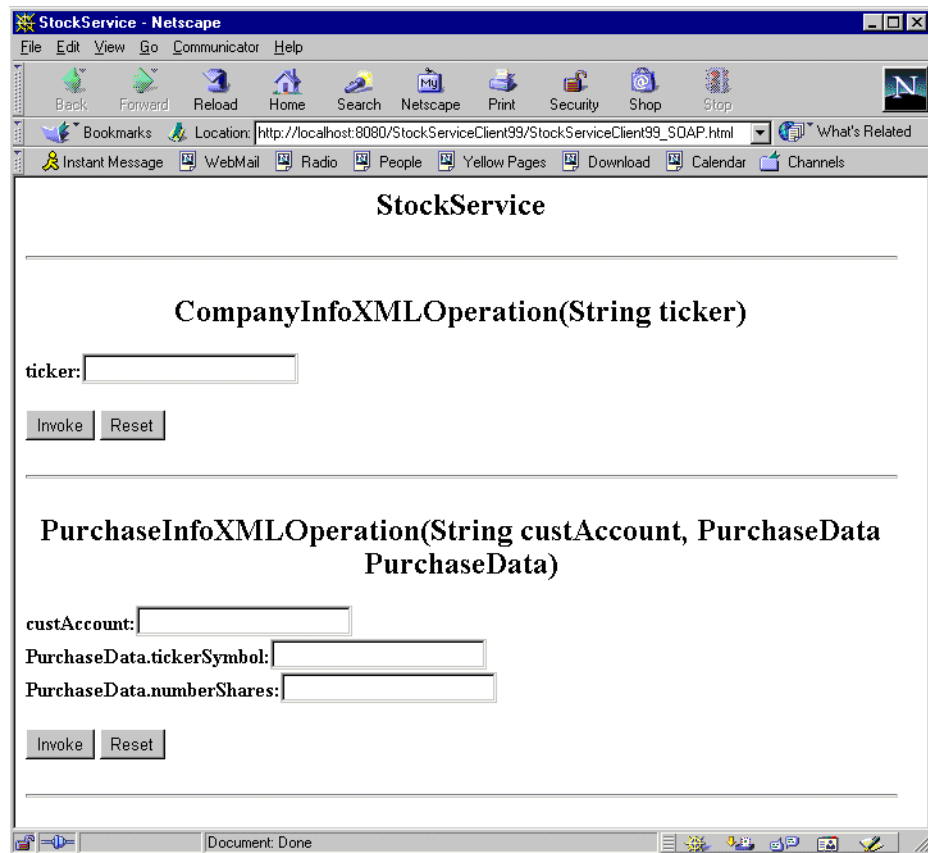 StockService - Netscape
File Edit View Go Communicator Help
Back Forward Reload Home Search Netscape Print Security Shop Stop
My
N
Bookmarks Location: http://localhost:8080/StockServiceClient99/StockServiceClient99_SOAP.html What's Related
Instant Message WebMail Radio People Yellow Pages Download Calendar Channels
StockService
CompanyInfoXMLOperation(String ticker)
ticker:
Invoke Reset
PurchaseInfoXMLOperation(String custAccount, PurchaseData
PurchaseData)
custAccount:
PurchaseData.tickerSymbol:
PurchaseData.numberShares:
Invoke Reset
Document: Done